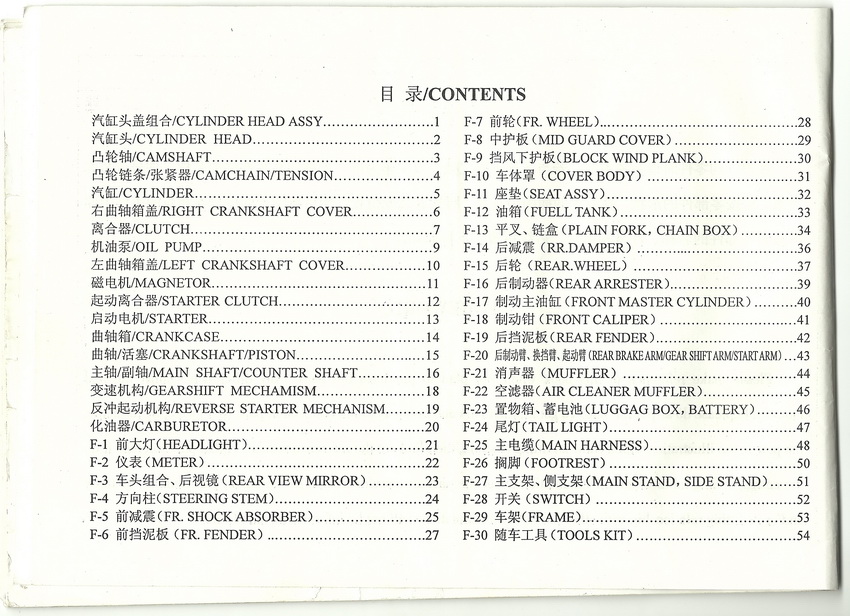 目 录/CONTENTS
汽缸头盖组合/CYLINDER HEAD ASSY..........................1
汽缸头/CYLINDER HEAD..........................2
凸轮轴/CAMSHAFT..........................3
凸轮链条/张紧器/CAMCHAIN/TENSION..........................4
汽缸/CYLINDER..........................5
右曲轴箱盖/RIGHT CRANKSHAFT COVER..........................6
离合器/CLUTCH..........................7
机油泵/OIL PUMP..........................9
左曲轴箱盖/LEFT CRANKSHAFT COVER..........................10
磁电机/MAGNETOR..........................11
起动离合器/STARTER CLUTCH..........................12
启动电机/STARTER..........................13
曲轴箱/CRANKCASE..........................14
曲轴/活塞/CRANKSHAFT/PISTON..........................15
主轴/副轴/MAIN SHAFT/COUNTER SHAFT..........................16
变速机构/GEARSHIFT MECHAMISM..........................18
反冲起动机构/REVERSE STARTER MECHANISM..........................19
化油器/CARBURETOR..........................20
F-1 前大灯(HEADLIGHT)..........................21
F-2 仪表(METER)..........................22
F-3 车头组合、后视镜(REAR VIEW MIRROR)..........................23
F-4 方向柱(STEERING STEM)..........................24
F-5 前减震(FR. SHOCK ABSORBER)..........................25
F-6 前挡泥板(FR. FENDER)..........................27
F-7 前轮(FR. WHEEL)..........................28
F-8 中护板(MID GUARD COVER)..........................29
F-9 挡风下护板(BLOCK WIND PLANK)..........................30
F-10 车体罩(COVER BODY)..........................31
F-11 座垫(SEAT ASSY)..........................32
F-12 油箱(FUELL TANK)..........................33
F-13 平叉、链盒(PLAIN FORK，CHAIN BOX)..........................34
F-14 后减震(RR.DAMPER)..........................36
F-15 后轮(REAR.WHEEL)..........................37
F-16 后制动器(REAR ARRESTER)..........................39
F-17 制动主油缸(FRONT MASTER CYLINDER)..........................40
F-18 制动钳(FRONT CALIPER)..........................41
F-19 后挡泥板(REAR FENDER)..........................42
F-20 后制动臂、换挡臂、起动臂(REAR BRAKE ARM/GEAR SHIFT ARM/START ARM)...43
F-21 消声器(MUFFLER)..........................44
F-22 空滤器(AIR CLEANER MUFFLER)..........................45
F-23 置物箱、蓄电池(LUGGAG BOX，BATTERY)..........................46
F-24 尾灯(TAIL LIGHT)..........................47
F-25 主电缆(MAIN HARNESS)..........................48
F-26 搁脚(FOOTREST)..........................50
F-27 主支架、侧支架(MAIN STAND，SIDE STAND)..........................51
F-28 开关(SWITCH)..........................52
F-29 车架(FRAME)..........................53
F-30 随车工具(TOOLS KIT)..........................54